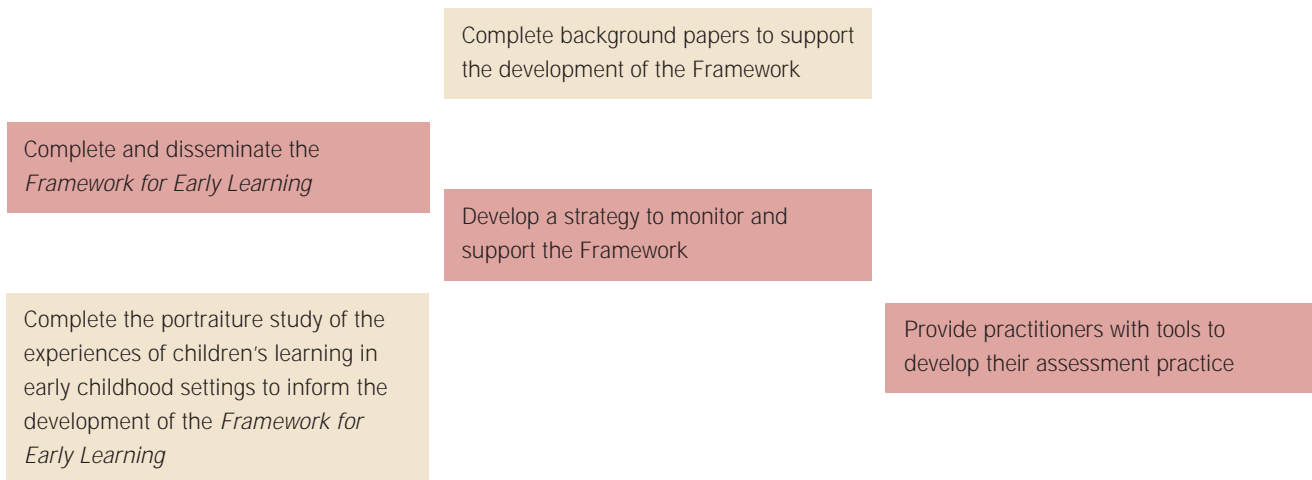 Complete background papers to support
the development of the Framework
Complete and disseminate the
Framework for Early Learning
Develop a strategy to monitor and
support the Framework
Complete the portraiture study of the
experiences of children's learning in
early childhood settings to inform the
development of the Framework for
Early Learning
Provide practitioners with tools to
develop their assessment practice